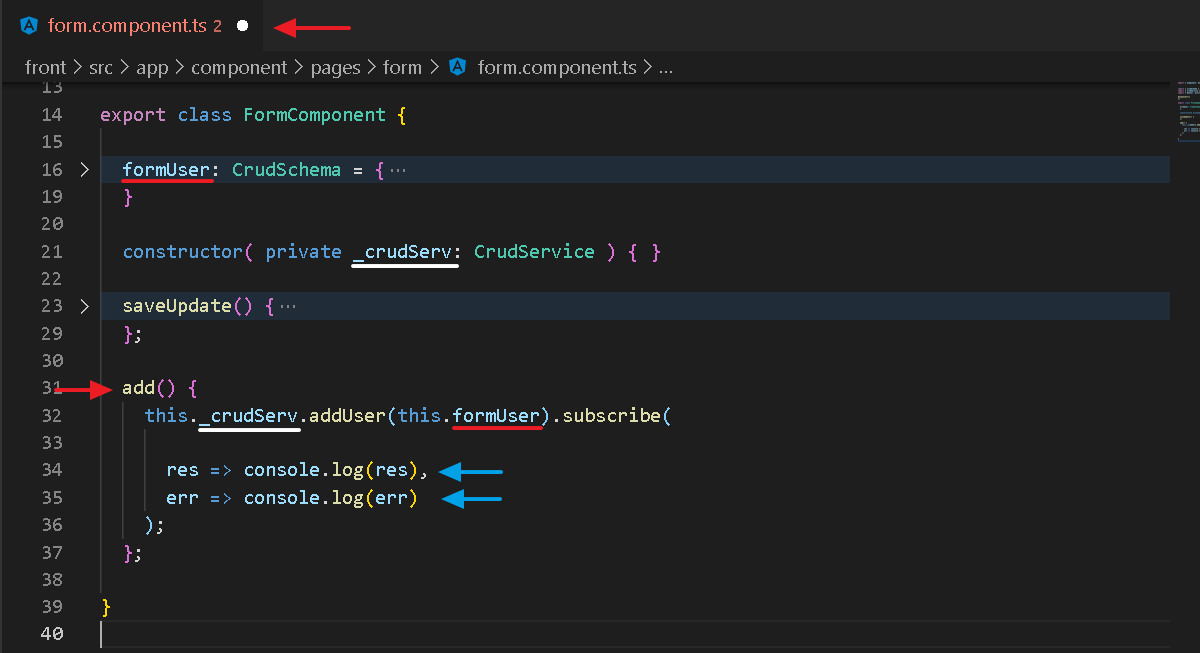 form.component.ts 2
front > src > app > component > pages > form > form.component.ts > ...
13
14 export class FormComponent {
15
16 > formUser: CrudSchema = { ···
19 }
20
21 constructor( private _crudServ: CrudService ) { }
22
23 > saveUpdate() { ···
29 };
30
31 add() {
32 this._crudServ.addUser(this.formUser).subscribe(
33
34 res => console.log(res),
35 err => console.log(err)
36 );
37 };
38
39 }
40